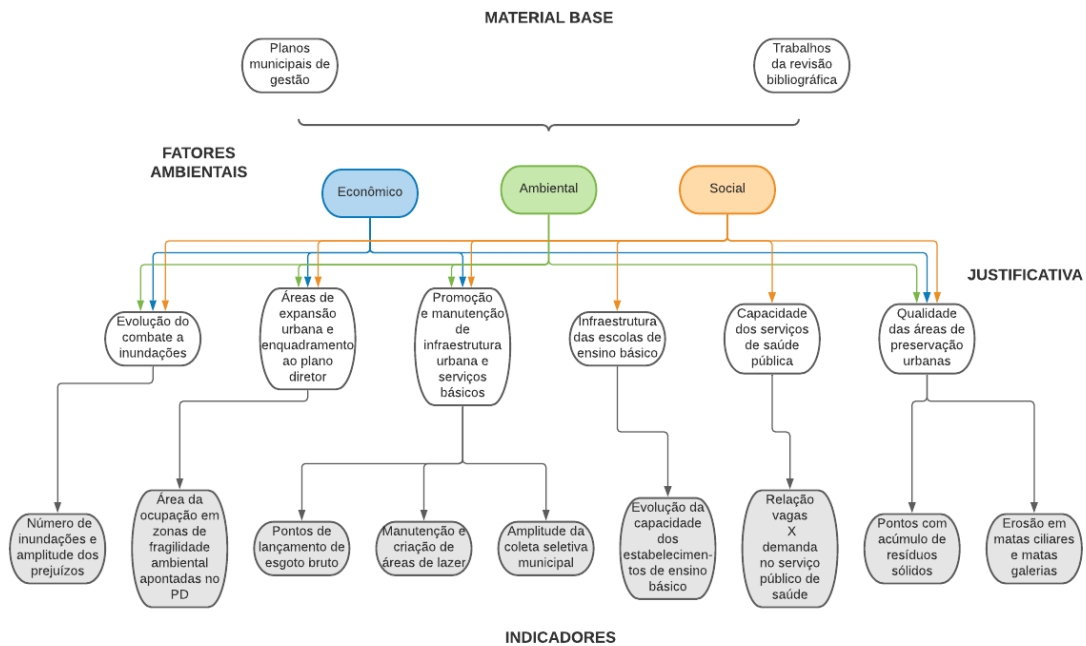 MATERIAL BASE
Planos
municipais de
gestão
Trabalhos
da revisão
bibliográfica
FATORES
AMBIENTAIS
Econômico
Ambiental
Social
JUSTIFICATIVA
Evolução do
combate a
inundações
Áreas de
expansão
urbana e
enquadramento
ao plano
diretor
Promoção
e manutenção
de
infraestrutura
urbana e
serviços
básicos
Infraestrutura
das escolas de
ensino básico
Capacidade
dos serviços
de saúde
pública
Qualidade
das áreas de
preservação
urbanas
Número de
inundações e
amplitude dos
prejuízos
Área da
ocupação em
zonas de
fragilidade
ambiental
apontadas no
PD
Pontos de
lançamento de
esgoto bruto
Manutenção e
criação de
áreas de lazer
Amplitude da
coleta seletiva
municipal
Evolução da
capacidade
dos
estabelecimen-
tos de ensino
básico
Relação
vagas
X
demanda
no serviço
público de
saúde
Pontos com
acúmulo de
resíduos
sólidos
Erosão em
matas ciliares
e matas
galerias
INDICADORES